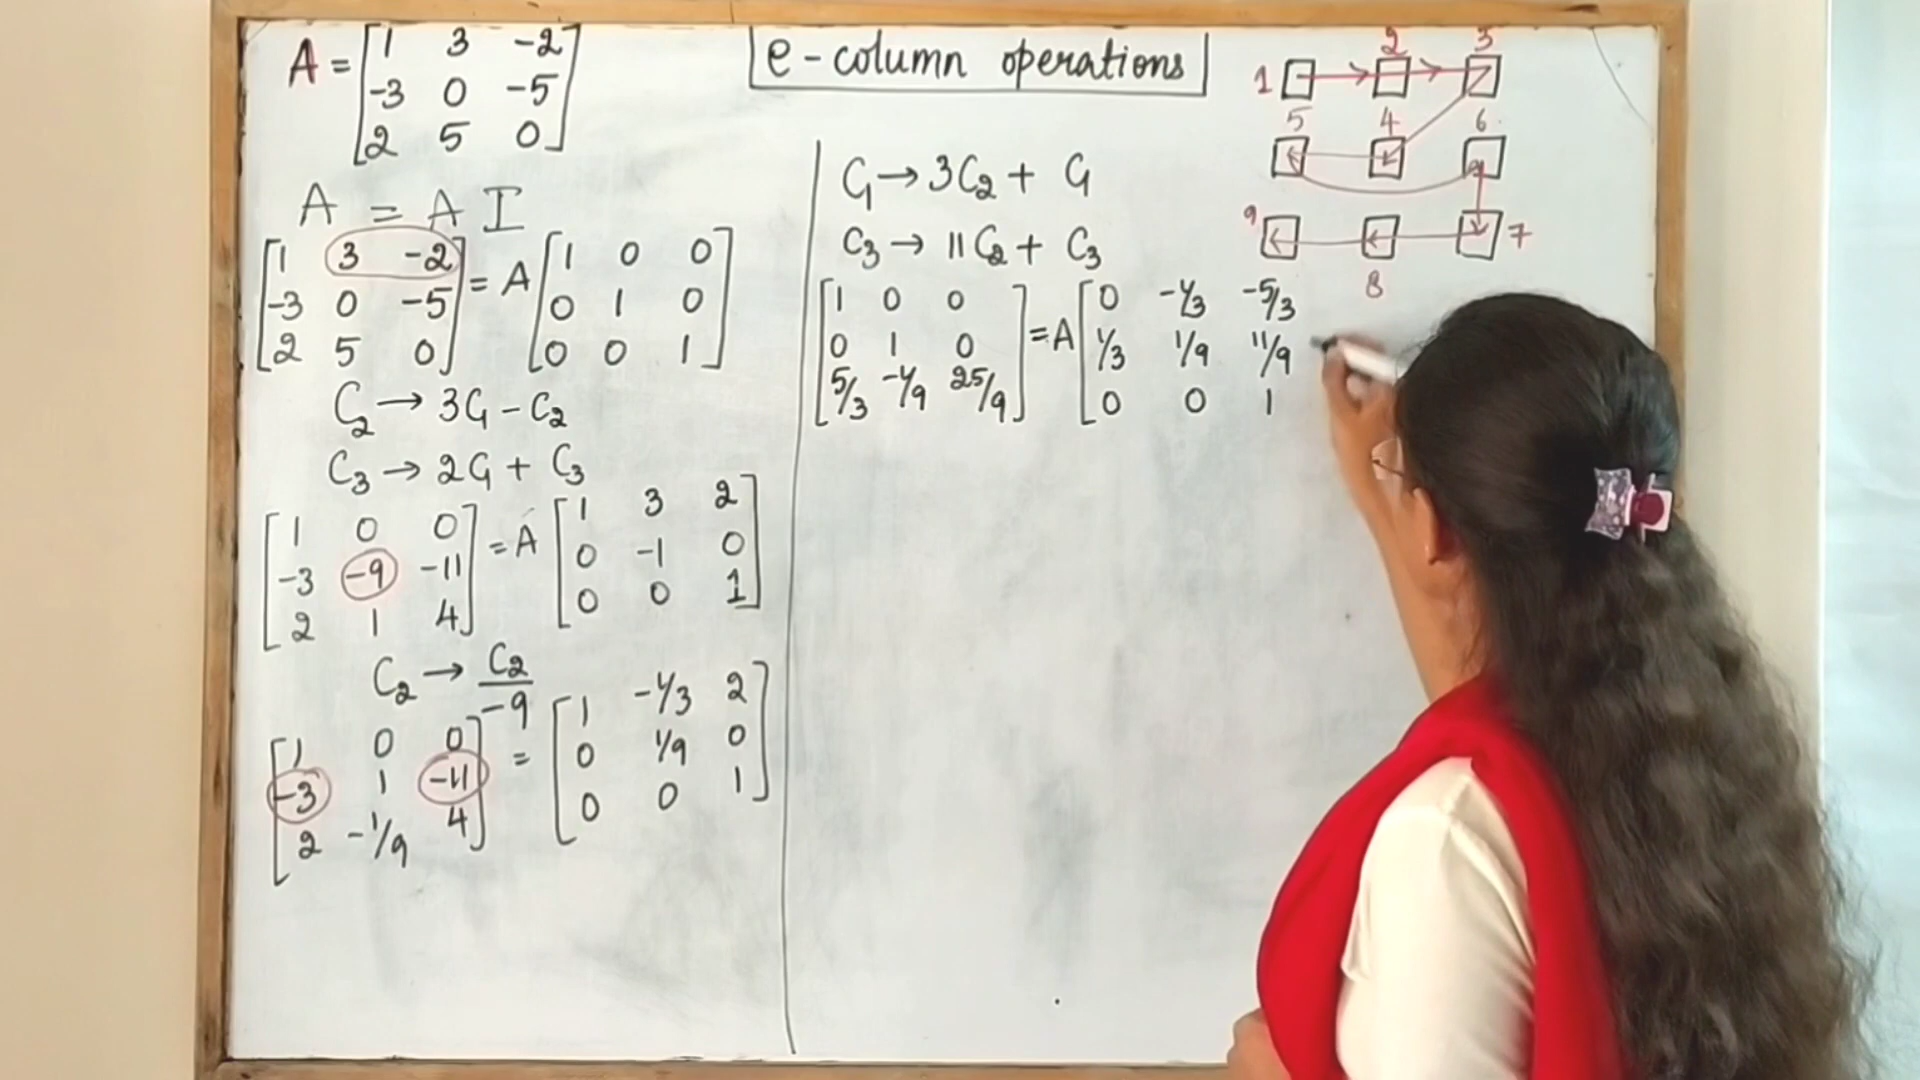 A = [1 3 -2
-3 0 -5
2 5 0]
A = A I
[1 3 -2
-3 0 -5
2 5 0] = A [1 0 0
0 1 0
0 0 1]
C₂ → 3C₁ - C₂
C₃ → 2C₁ + C₃
[1 0 0
-3 -9 -11
2 1 4] = A [1 3 2
0 -1 0
0 0 1]
C₂ → C₂/-9
[1 0 0
-3 1 -11
2 -1/9 4] = [1 -1/3 2
0 1/9 0
0 0 1]
e - column operations
C₁ → 3C₂ + C₁
C₃ → 11C₂ + C₃
[1 0 0
0 1 0
5/3 -1/9 25/9] = A [0 -1/3 -5/3
1/3 1/9 11/9
0 0 1
1 2 3
5 4 6
9 8 7